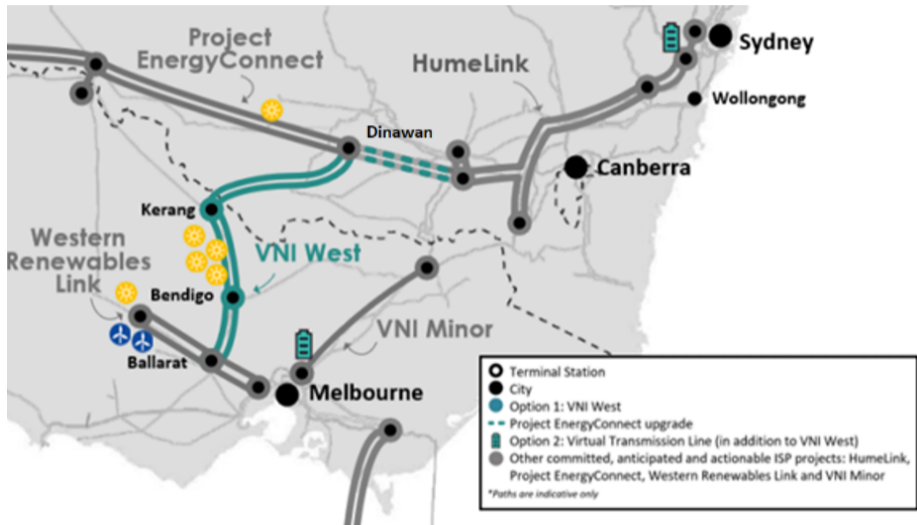 Project
EnergyConnect
HumeLink
Sydney
Wollongong
Dinawan
Canberra
Kerang
Western
Renewables
Link
VNI West
Bendigo
VNI Minor
Ballarat
Melbourne
Terminal Station
City
Option 1: VNI West
Project EnergyConnect upgrade
Option 2: Virtual Transmission Line (in addition to VNI West)
Other committed, anticipated and actionable ISP projects: HumeLink,
Project EnergyConnect, Western Renewables Link and VNI Minor
*Paths are indicative only